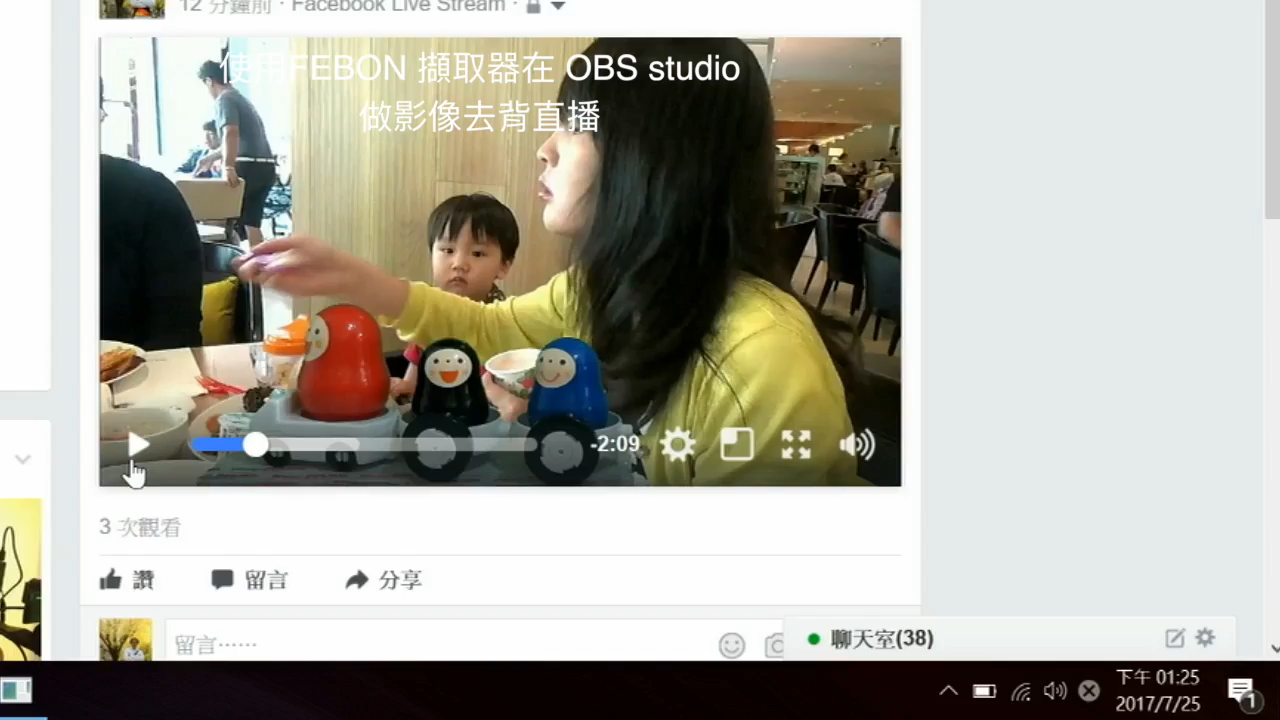 12 分鐘前 · Facebook Live Stream ·
使用FEBON 擷取器在 OBS studio
做影像去背直播
-2:09
3 次觀看
讚 留言 分享
留言……
聊天室(38)
下午 01:25
2017/7/25
1